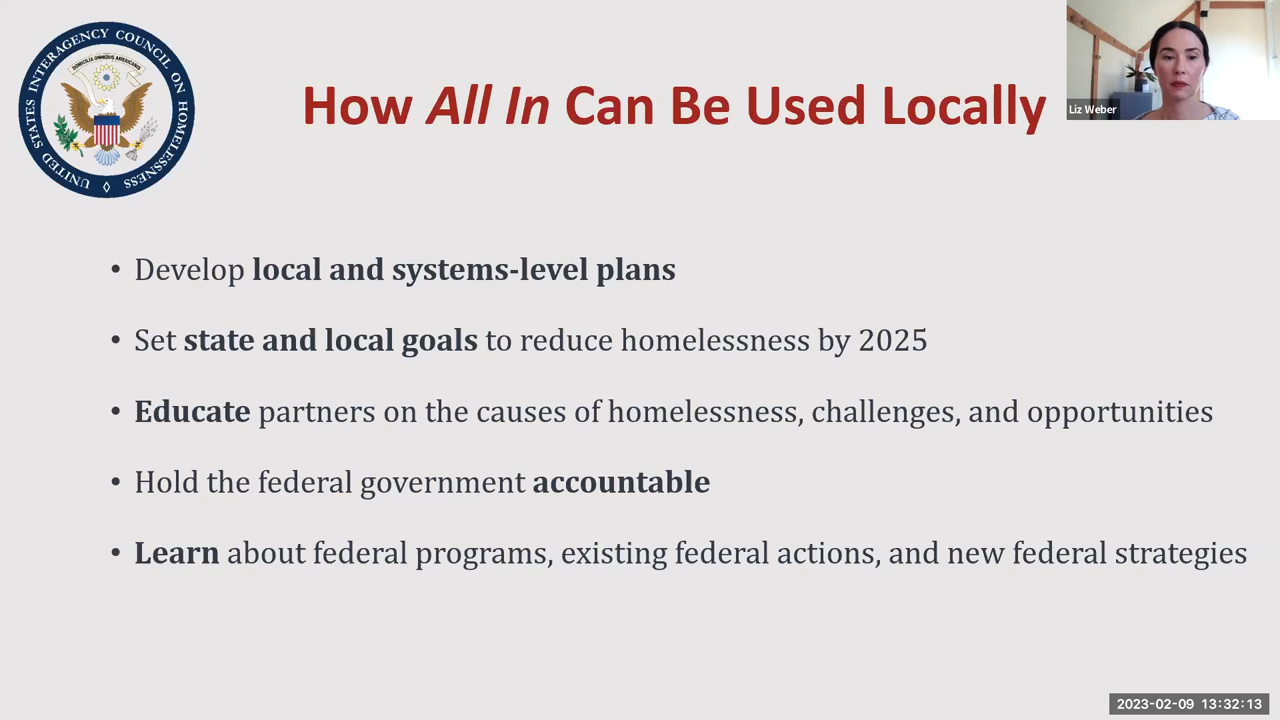 UNITED STATES INTERAGENCY COUNCIL ON HOMELESSNESS
How All In Can Be Used Locally
Liz Weber
• Develop local and systems-level plans
• Set state and local goals to reduce homelessness by 2025
• Educate partners on the causes of homelessness, challenges, and opportunities
• Hold the federal government accountable
• Learn about federal programs, existing federal actions, and new federal strategies
2023-02-09 13:32:13